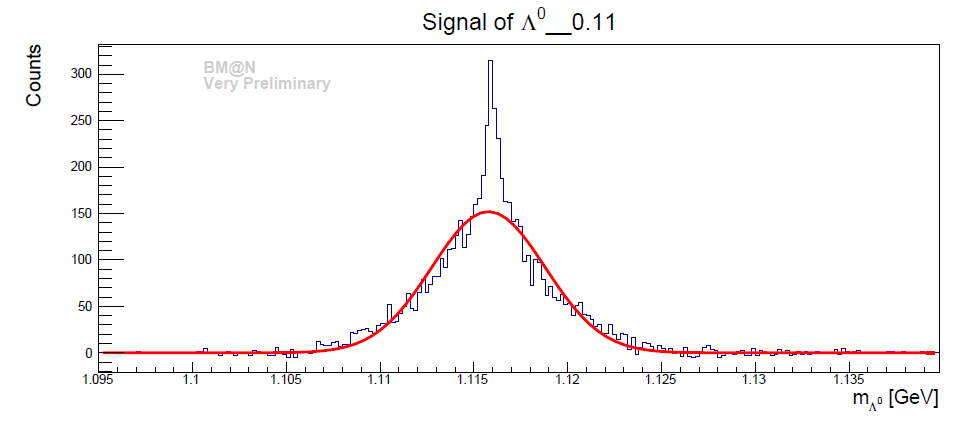 Signal of Λ⁰__0.11
Counts
BM@N
Very Preliminary
300
250
200
150
100
50
0
1.095 1.1 1.105 1.11 1.115 1.12 1.125 1.13 1.135
m_Λ⁰ [GeV]